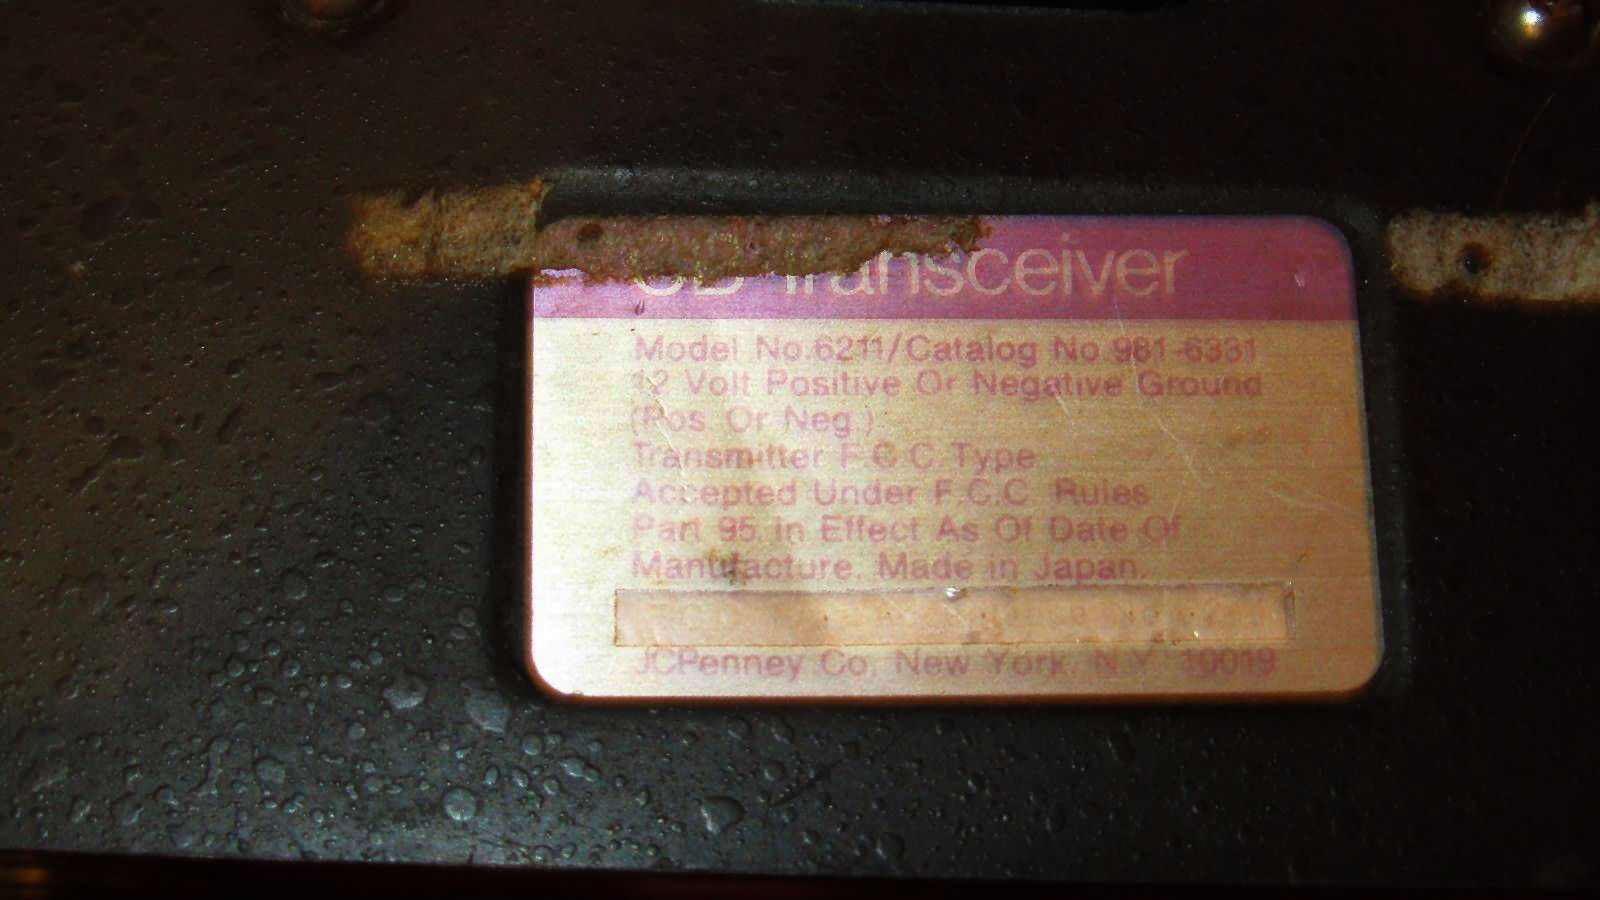 CB Transceiver
Model No.6211/Catalog No.981-6331
12 Volt Positive Or Negative Ground
(Pos. Or Neg.)
Transmitter F.C.C. Type
Accepted Under F.C.C. Rules
Part 95, In Effect As Of Date Of
Manufacture, Made in Japan.
JCPenney Co, New York, N.Y. 10019